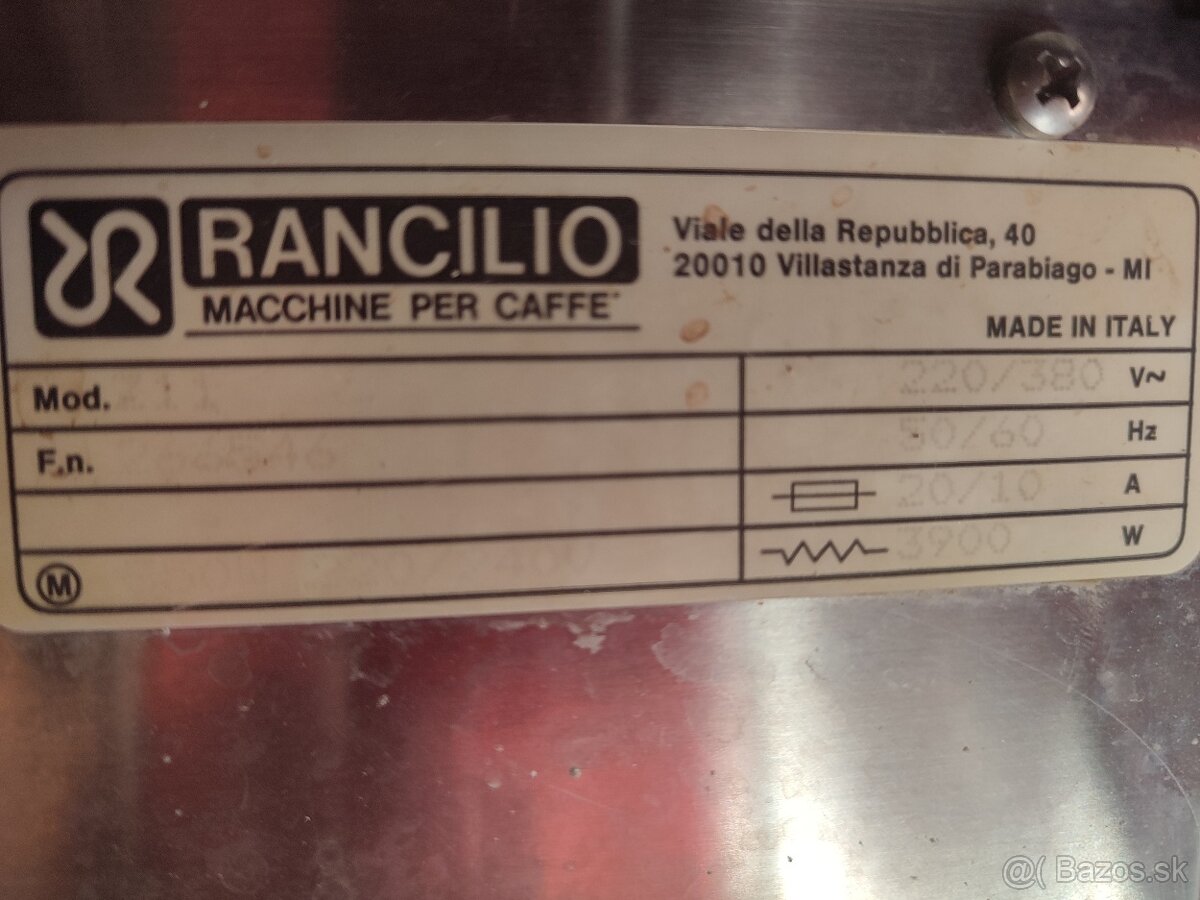 RANCILIO
MACCHINE PER CAFFE'
Viale della Repubblica, 40
20010 Villastanza di Parabiago - MI
MADE IN ITALY
Mod.
220/380 V~
F.n.
50/60 Hz
20/10 A
M
3900 W
@( Bazos.sk